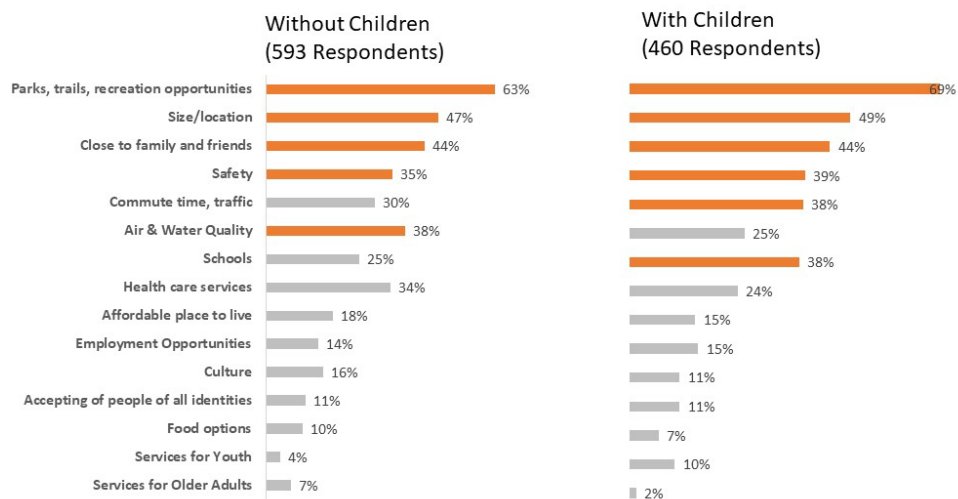 Without Children
(593 Respondents)
With Children
(460 Respondents)
Parks, trails, recreation opportunities 63% 69%
Size/location 47% 49%
Close to family and friends 44% 44%
Safety 35% 39%
Commute time, traffic 30% 38%
Air & Water Quality 38% 25%
Schools 25% 38%
Health care services 34% 24%
Affordable place to live 18% 15%
Employment Opportunities 14% 15%
Culture 16% 11%
Accepting of people of all identities 11% 11%
Food options 10% 7%
Services for Youth 4% 10%
Services for Older Adults 7% 2%